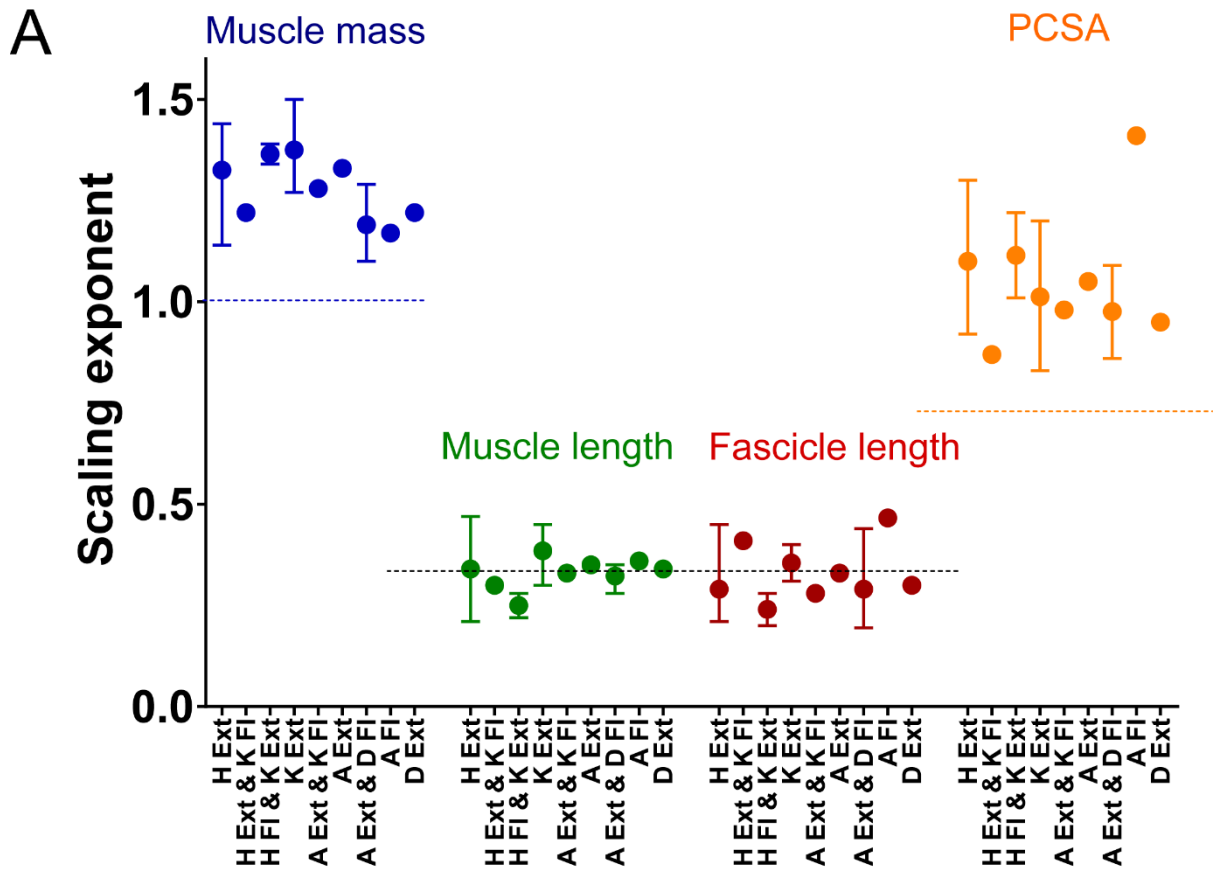 A
Muscle mass
PCSA
Scaling exponent
1.5
1.0
Muscle length
Fascicle length
0.5
0.0
H Ext
H Ext & K Fl
H Fl & K Ext
K Ext
A Ext & K Fl
A Ext
A Ext & D Fl
A Fl
D Ext
H Ext
H Ext & K Fl
H Fl & K Ext
K Ext
A Ext & K Fl
A Ext
A Ext & D Fl
A Fl
D Ext
H Ext
H Ext & K Fl
H Fl & K Ext
K Ext
A Ext & K Fl
A Ext
A Ext & D Fl
A Fl
D Ext
H Ext
H Ext & K Fl
H Fl & K Ext
K Ext
A Ext & K Fl
A Ext
A Ext & D Fl
A Fl
D Ext